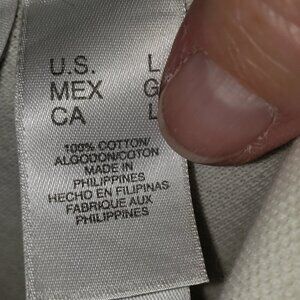 U.S. L
MEX G
CA L
100% COTTON/
ALGODON/COTON
MADE IN
PHILIPPINES
HECHO EN FILIPINAS
FABRIQUE AUX
PHILIPPINES